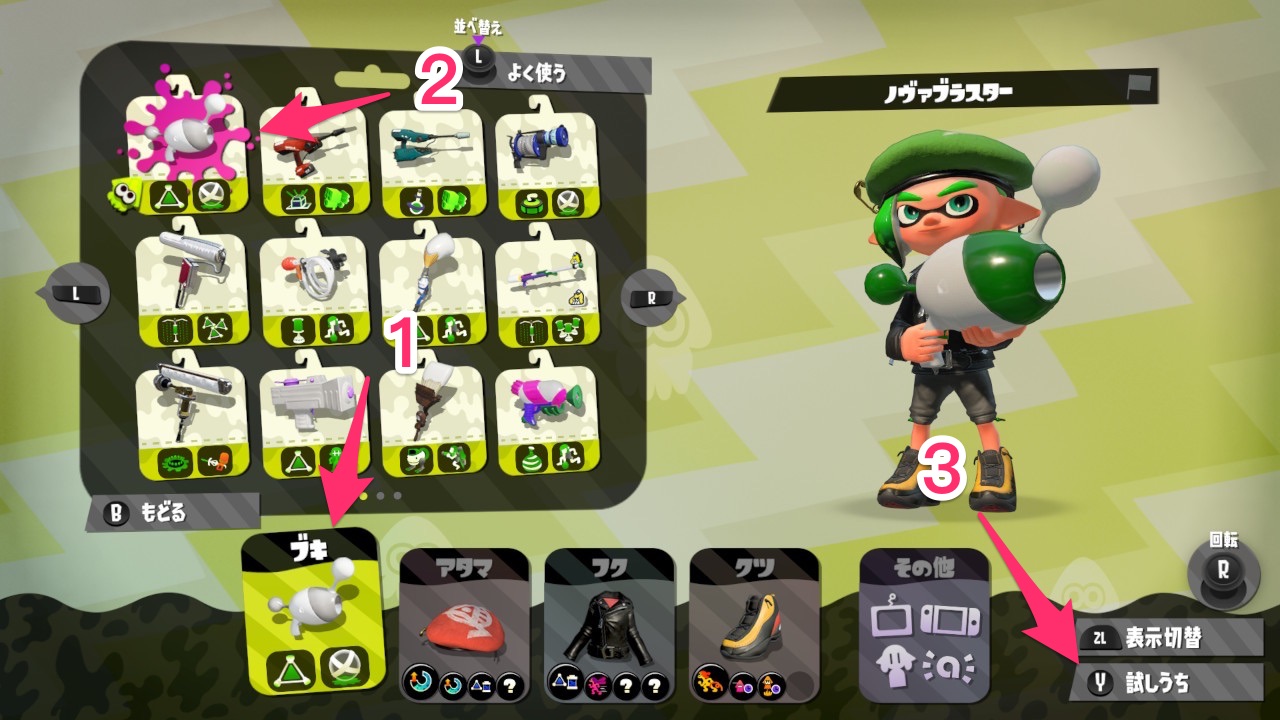 並べ替え
L
よく使う
2
ノヴァブラスター
L
R
1
3
B もどる
ブキ
アタマ
フク
クツ
その他
? 
? ?
回転
R
ZL 表示切替
Y 試しうち